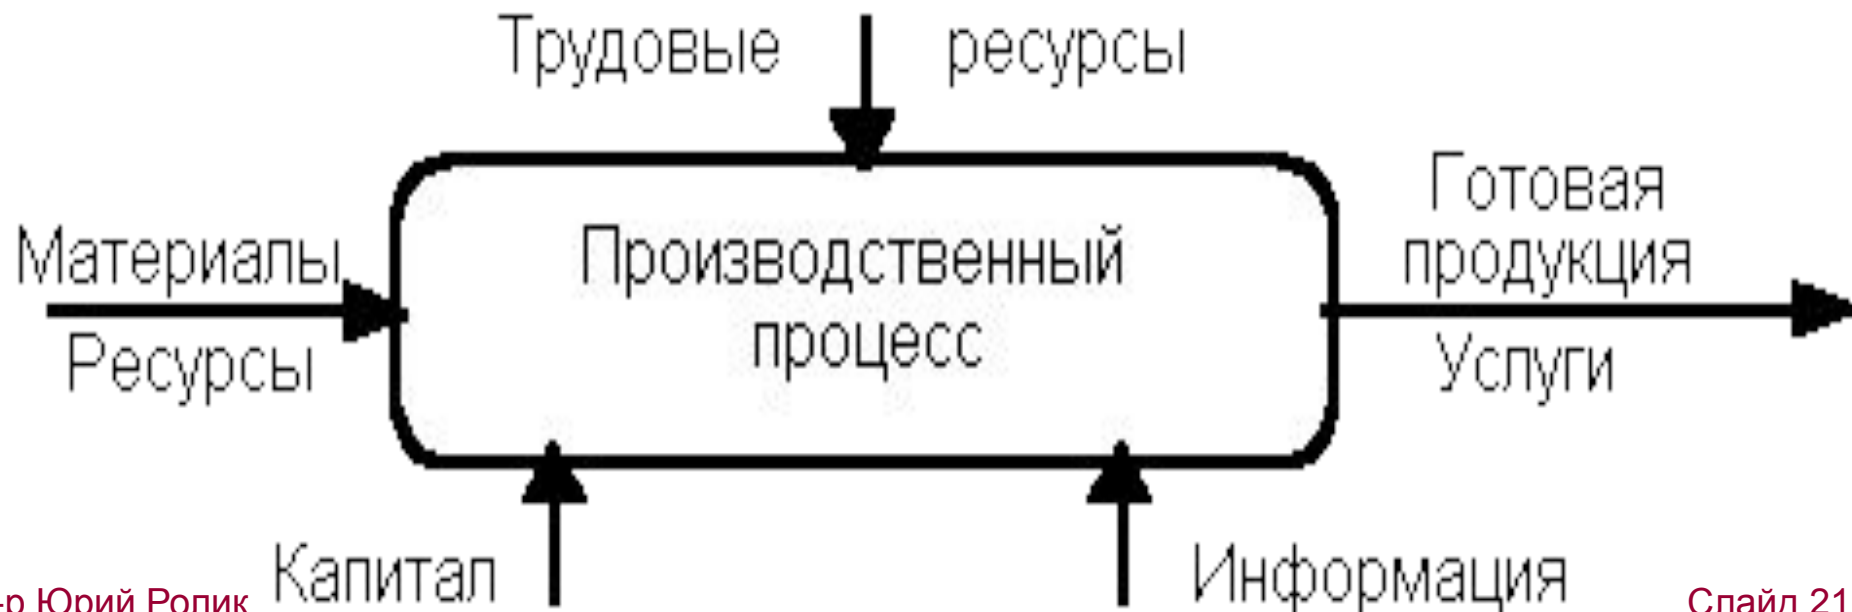 Трудовые ресурсы
Материалы
Ресурсы
Производственный
процесс
Готовая
продукция
Услуги
Капитал
Информация
-р Юрий Ролик
Слайд 21